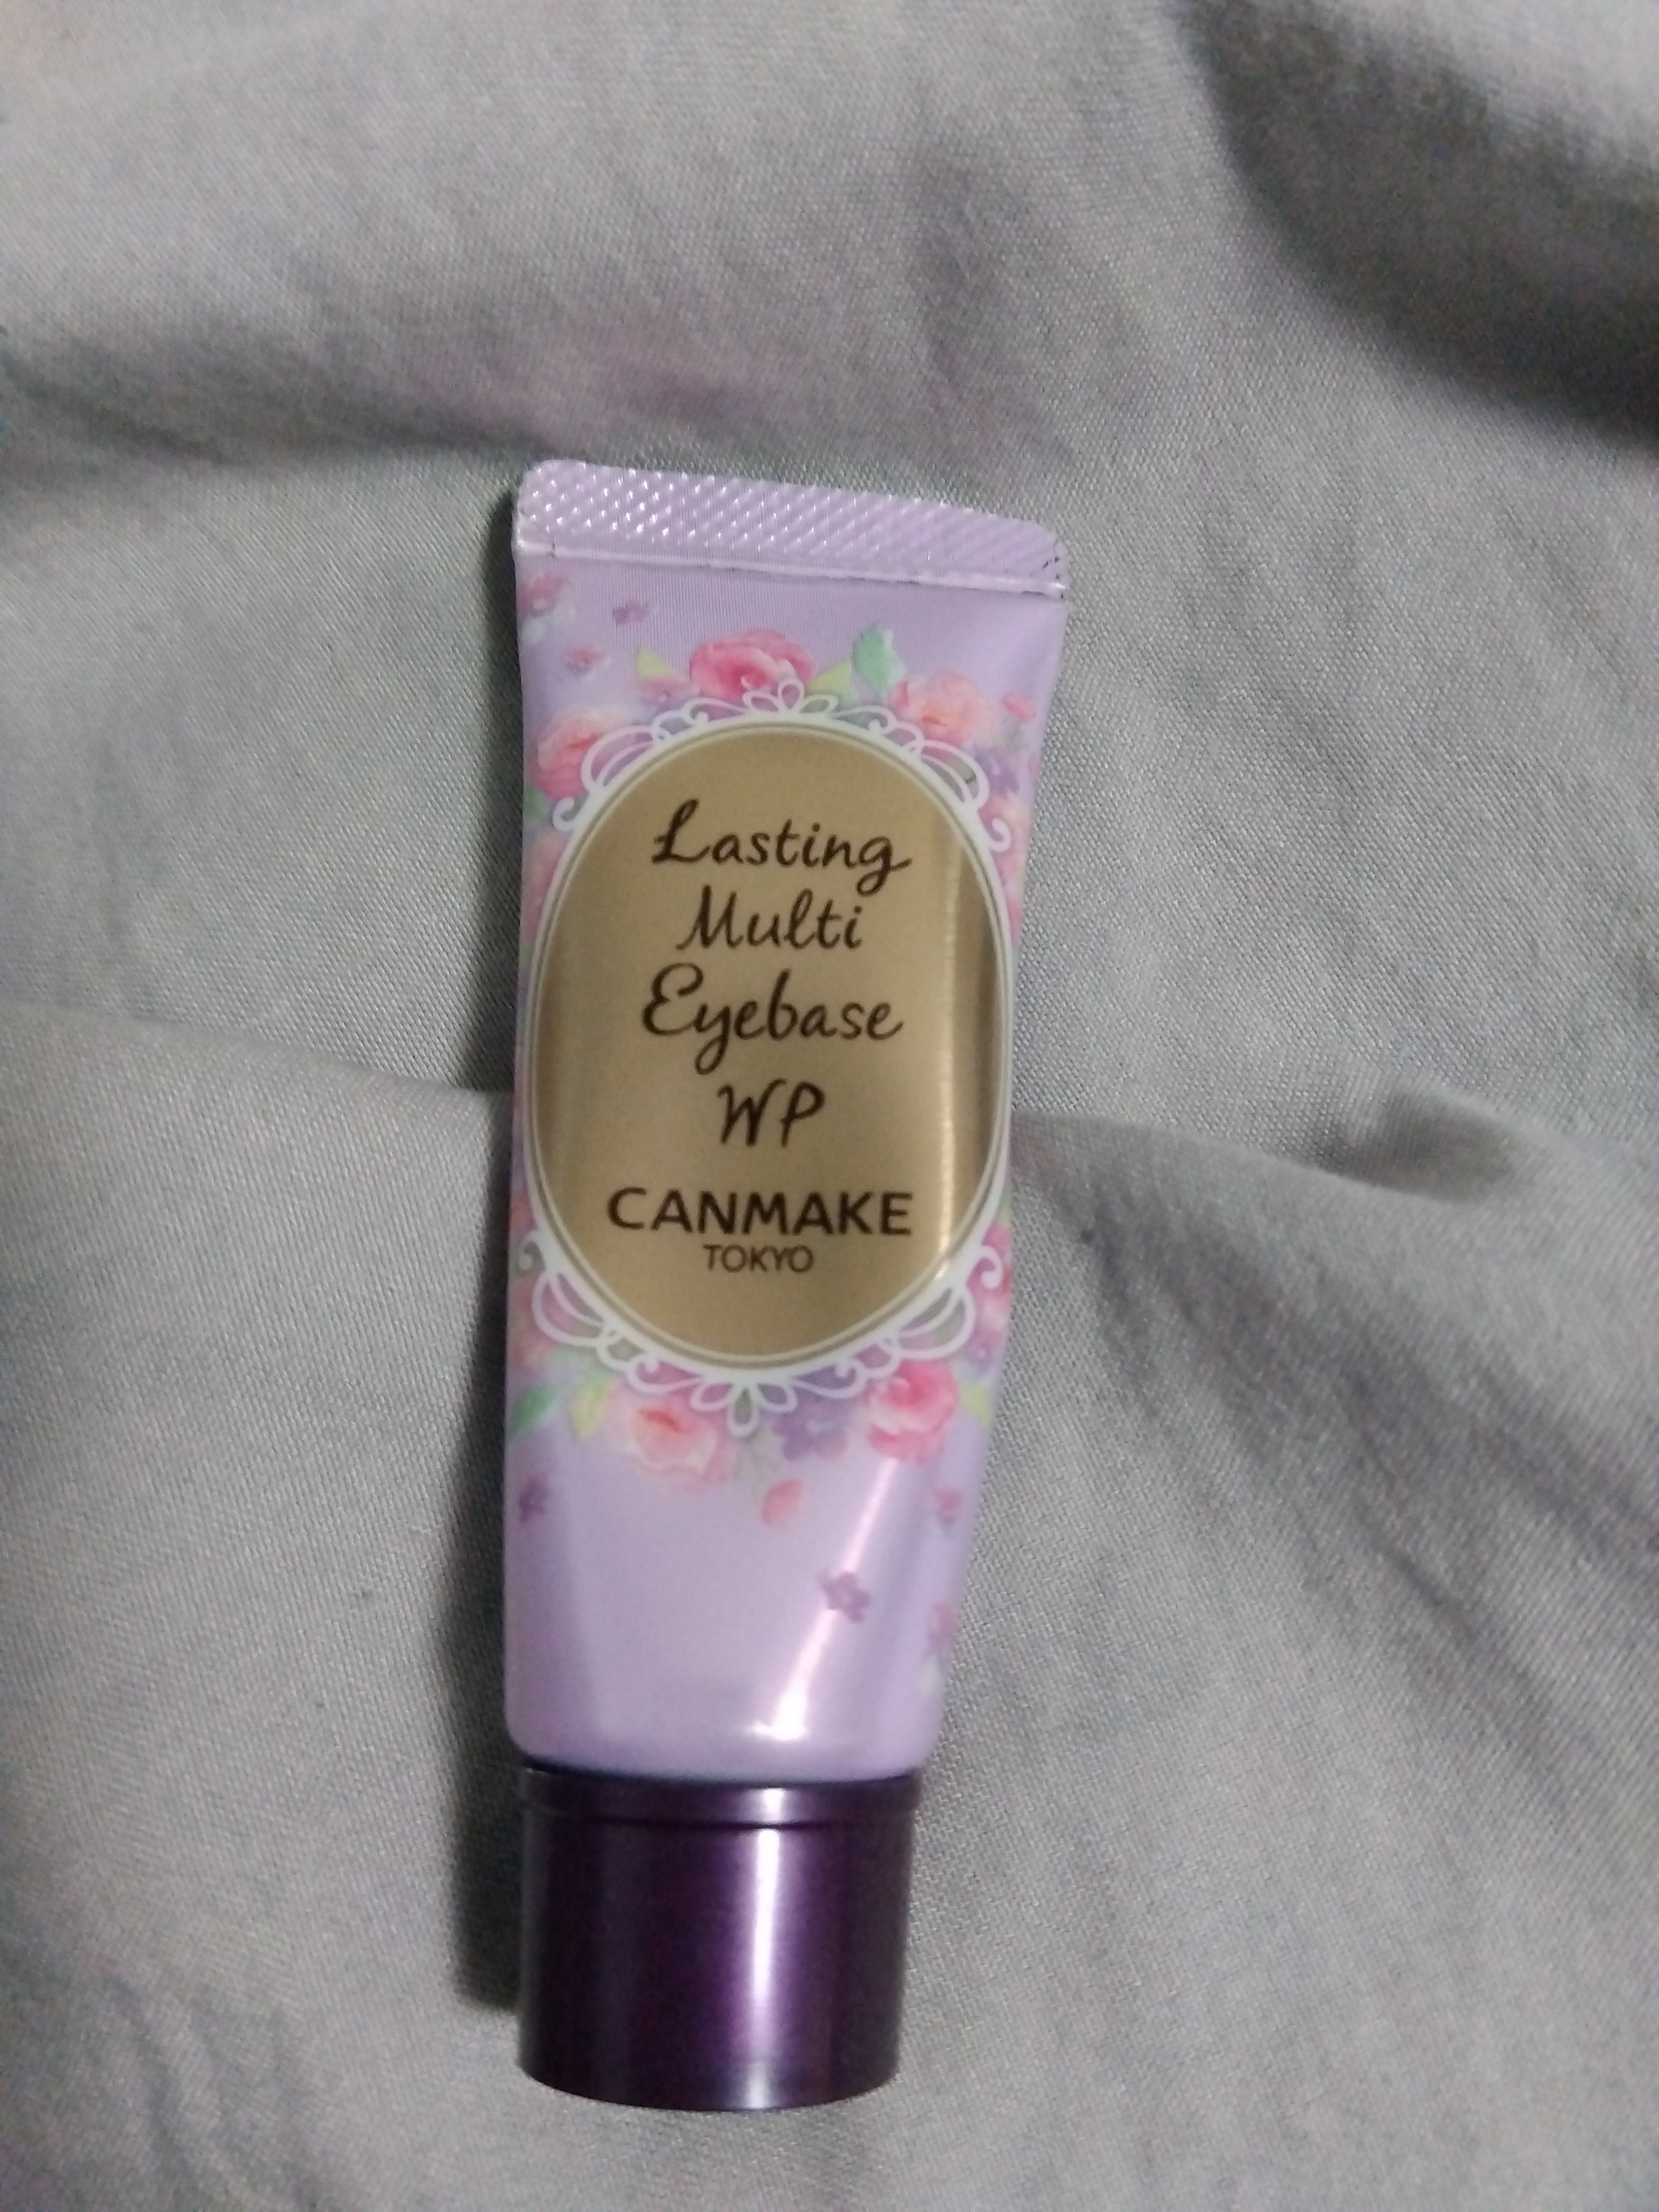 Lasting
Multi
Eyebase
WP
CANMAKE
TOKYO